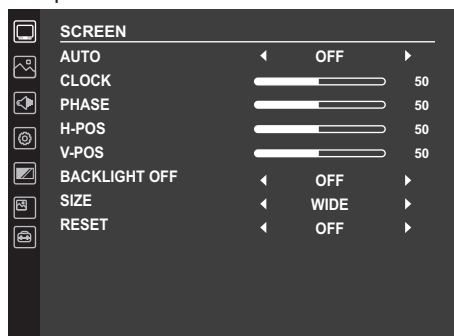 SCREEN
AUTO OFF
CLOCK 50
PHASE 50
H-POS 50
V-POS 50
BACKLIGHT OFF OFF
SIZE WIDE
RESET OFF